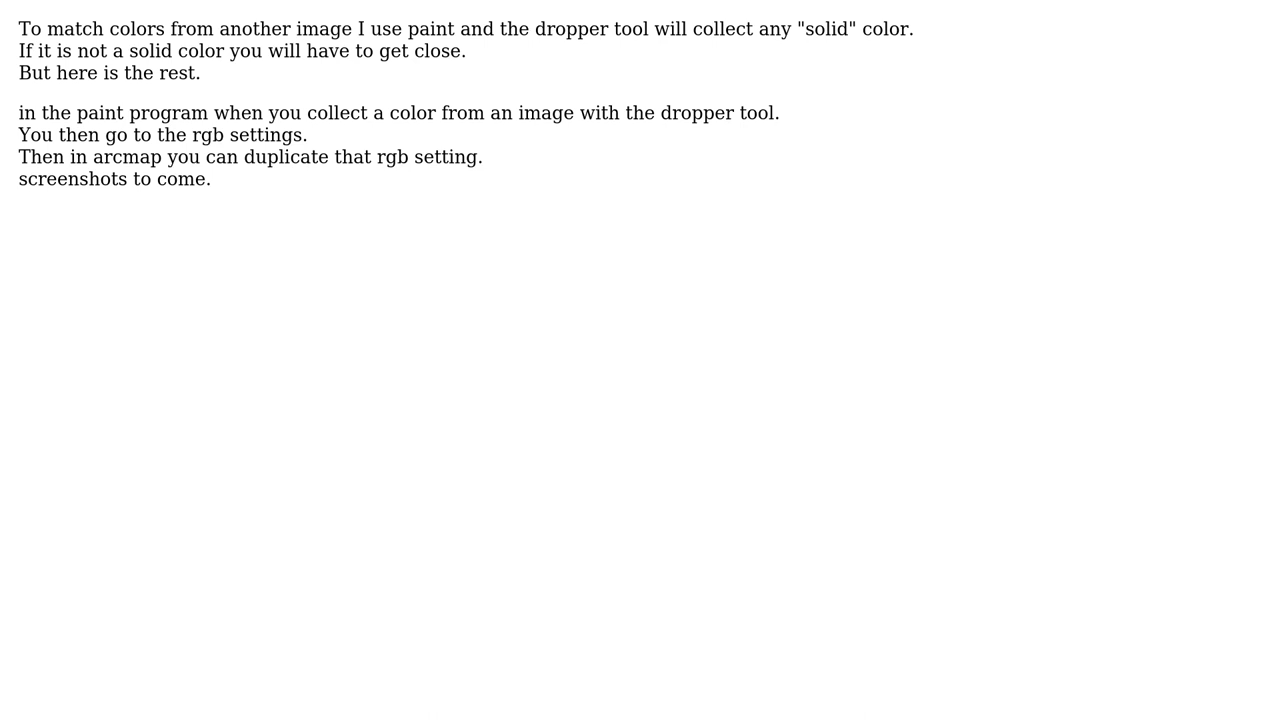 To match colors from another image I use paint and the dropper tool will collect any "solid" color.
If it is not a solid color you will have to get close.
But here is the rest.
in the paint program when you collect a color from an image with the dropper tool.
You then go to the rgb settings.
Then in arcmap you can duplicate that rgb setting.
screenshots to come.